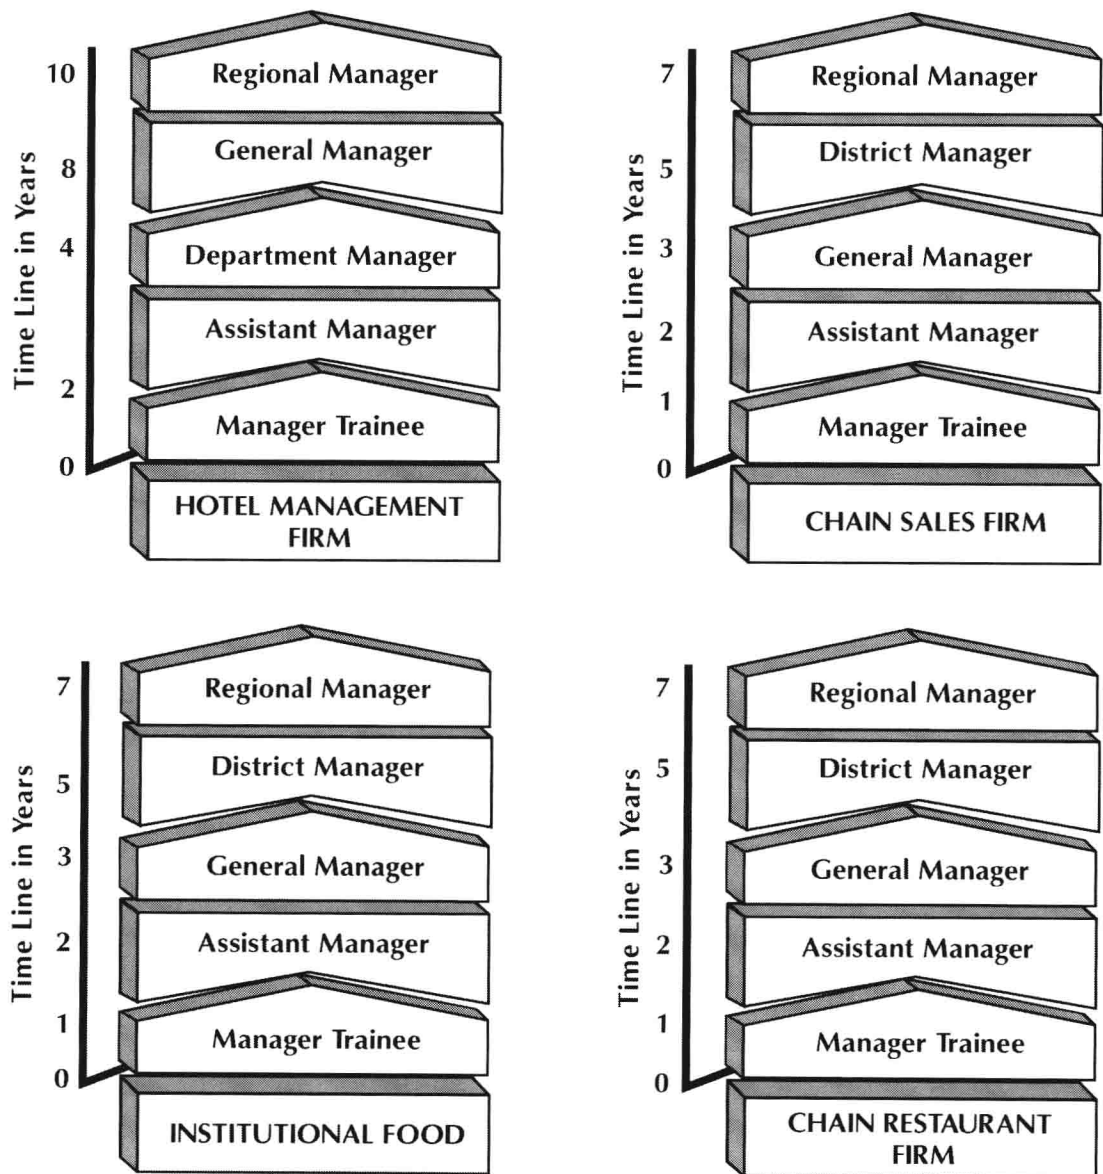 Time Line in Years
10
8
4
2
0
Regional Manager
General Manager
Department Manager
Assistant Manager
Manager Trainee
HOTEL MANAGEMENT
FIRM
Time Line in Years
7
5
3
2
1
0
Regional Manager
District Manager
General Manager
Assistant Manager
Manager Trainee
CHAIN SALES FIRM
Time Line in Years
7
5
3
2
1
0
Regional Manager
District Manager
General Manager
Assistant Manager
Manager Trainee
INSTITUTIONAL FOOD
Time Line in Years
7
5
3
2
1
0
Regional Manager
District Manager
General Manager
Assistant Manager
Manager Trainee
CHAIN RESTAURANT
FIRM